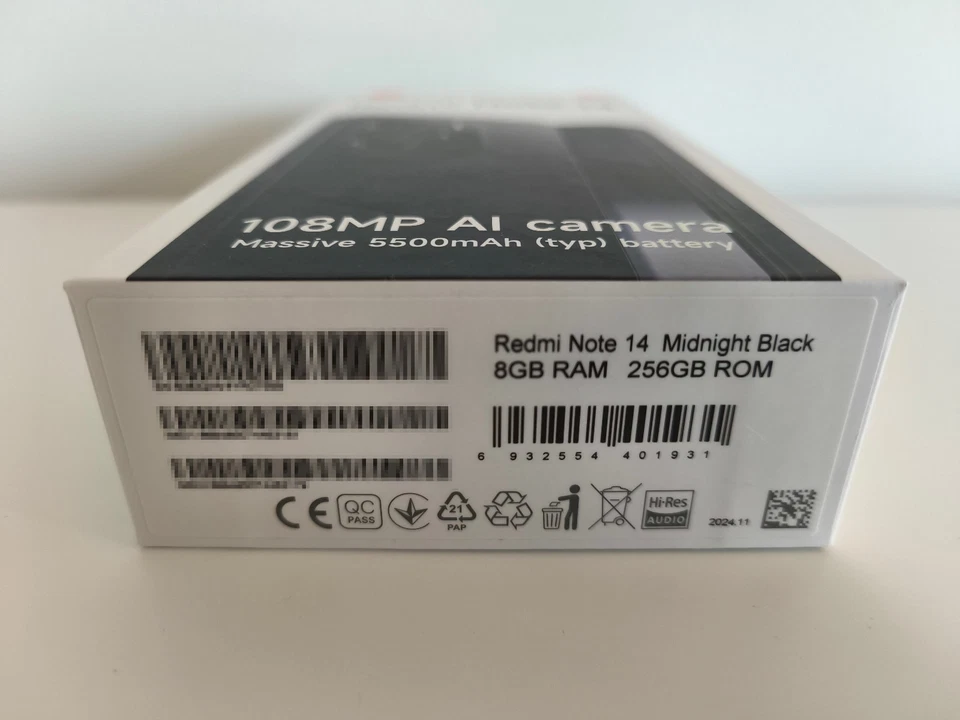 108MP AI camera
Massive 5500mAh (typ) battery
Redmi Note 14 Midnight Black
8GB RAM 256GB ROM
6 932554 401931
CE
QC
PASS
21
PAP
Hi-Res
AUDIO
2024.11